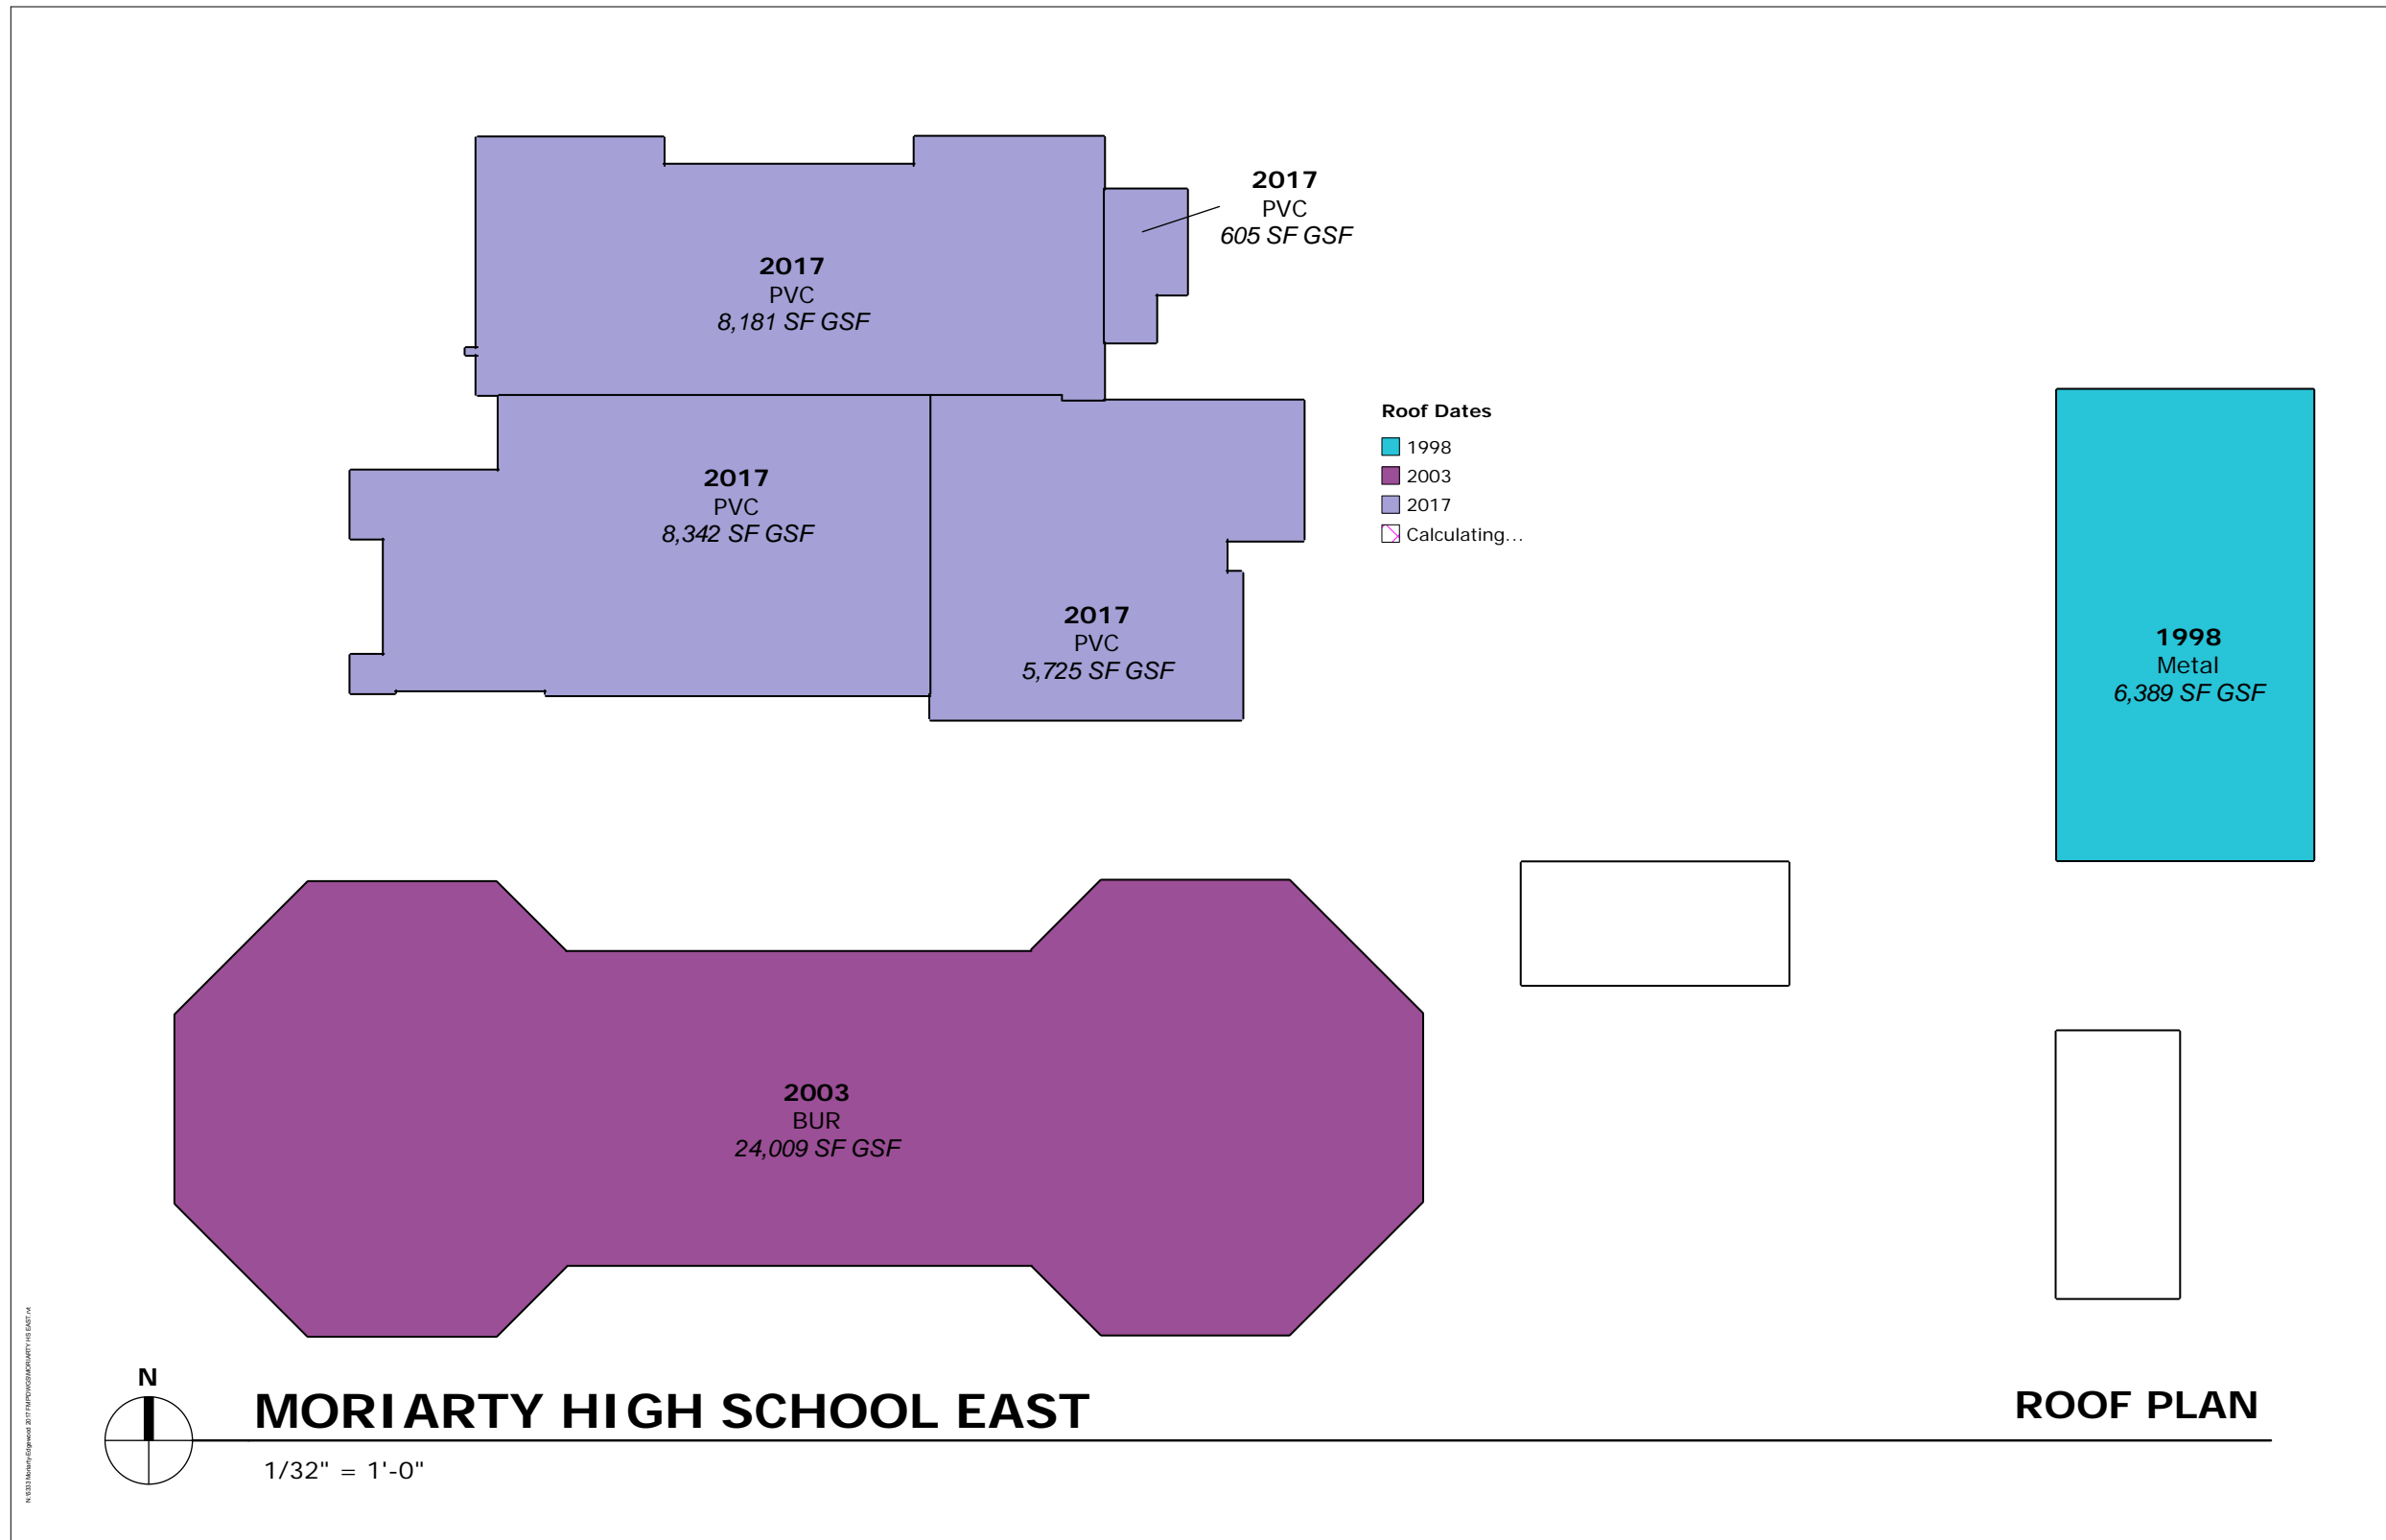 2017
PVC
605 SF GSF
2017
PVC
8,181 SF GSF
Roof Dates
1998
2003
2017
Calculating...
2017
PVC
8,342 SF GSF
2017
PVC
5,725 SF GSF
1998
Metal
6,389 SF GSF
2003
BUR
24,009 SF GSF
N
MORIARTY HIGH SCHOOL EAST
ROOF PLAN
1/32" = 1'-0"